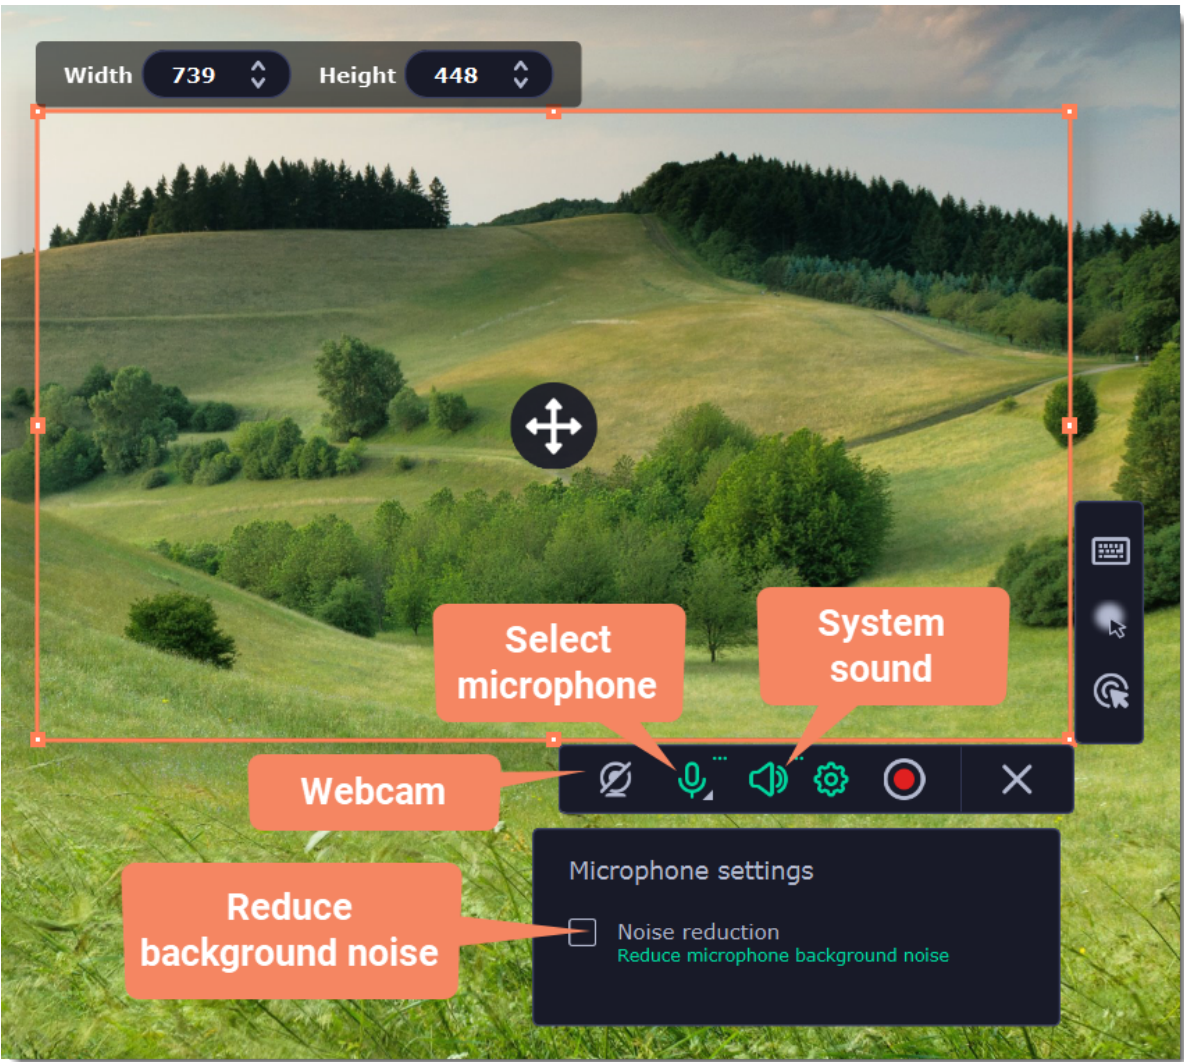 Width 739 Height 448
Select
microphone
System
sound
Webcam
Microphone settings
Reduce
background noise
Noise reduction
Reduce microphone background noise